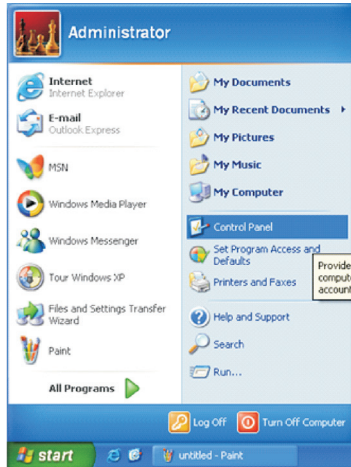 Administrator
Internet
Internet Explorer
E-mail
Outlook Express
MSN
Windows Media Player
Windows Messenger
Tour Windows XP
Files and Settings Transfer
Wizard
Paint
All Programs
My Documents
My Recent Documents
My Pictures
My Music
My Computer
Control Panel
Set Program Access and
Defaults
Printers and Faxes
Help and Support
Search
Run...
Provide
compute
account
Log Off
Turn Off Computer
start
untitled - Paint